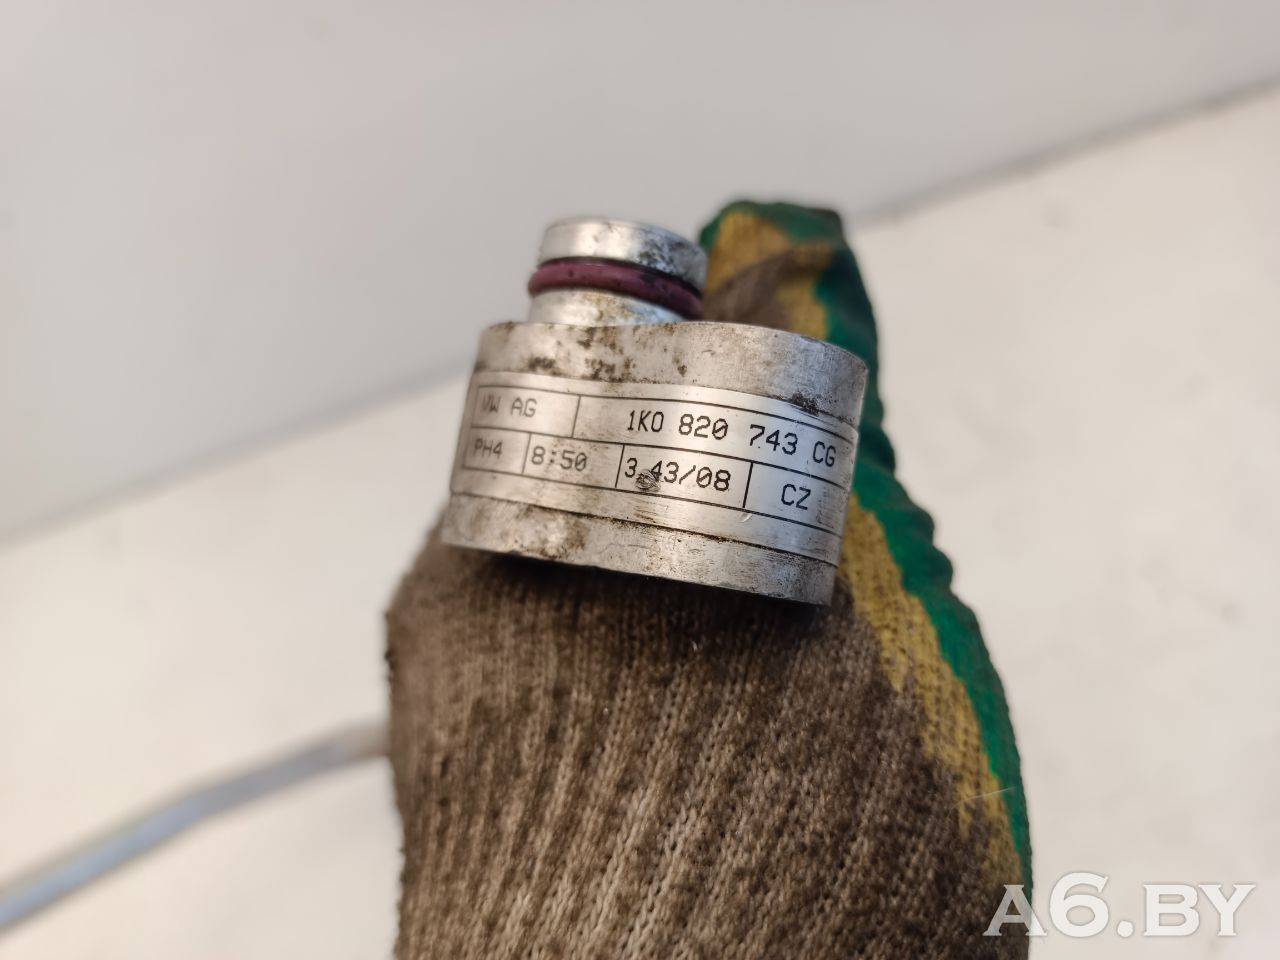 VW AG 1K0 820 743 CG
PH4 8:50 3.43/08 CZ
A6.BY